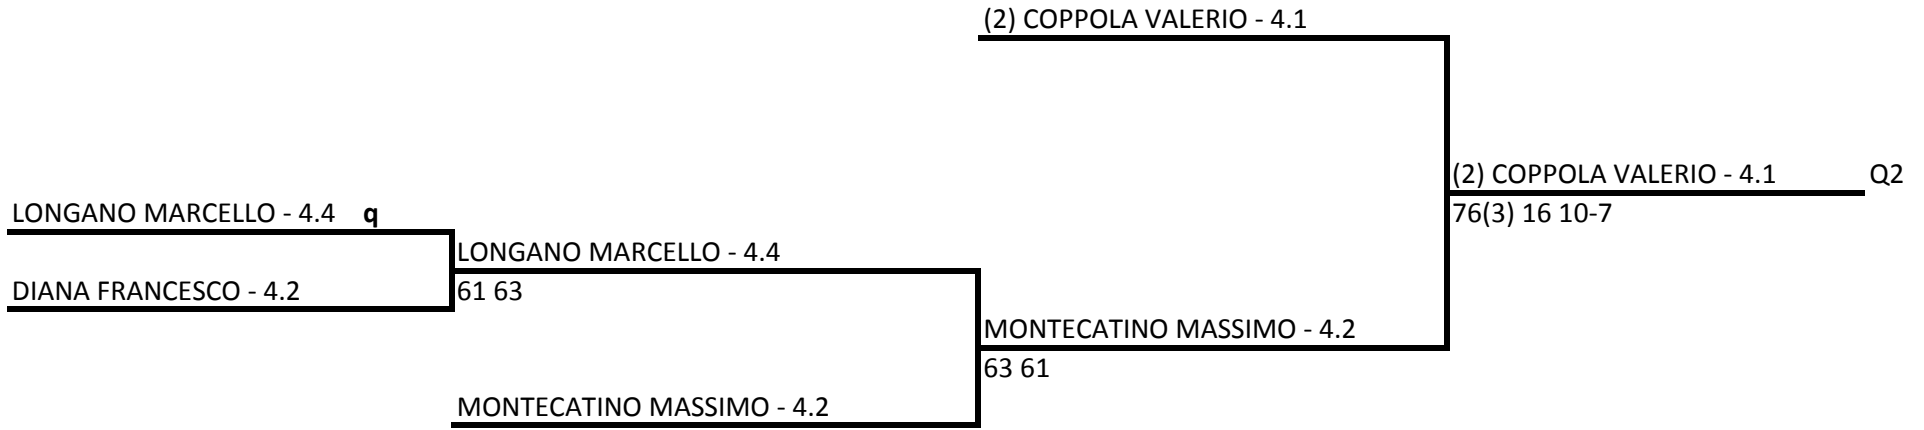 (2) COPPOLA VALERIO - 4.1
(2) COPPOLA VALERIO - 4.1 Q2
76(3) 16 10-7
LONGANO MARCELLO - 4.4 q
LONGANO MARCELLO - 4.4
DIANA FRANCESCO - 4.2
61 63
MONTECATINO MASSIMO - 4.2
63 61
MONTECATINO MASSIMO - 4.2